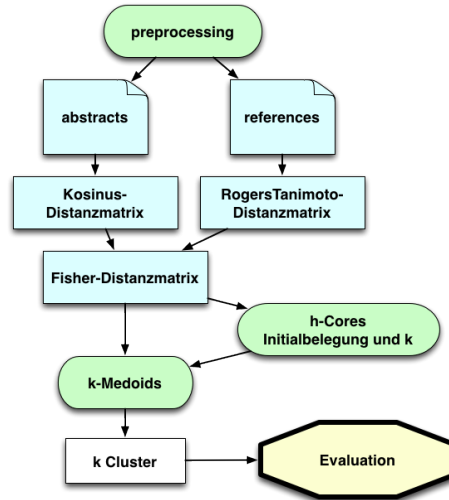 preprocessing
abstracts
references
Kosinus-
Distanzmatrix
RogersTanimoto-
Distanzmatrix
Fisher-Distanzmatrix
h-Cores
Initialbelegung und k
k-Medoids
k Cluster
Evaluation